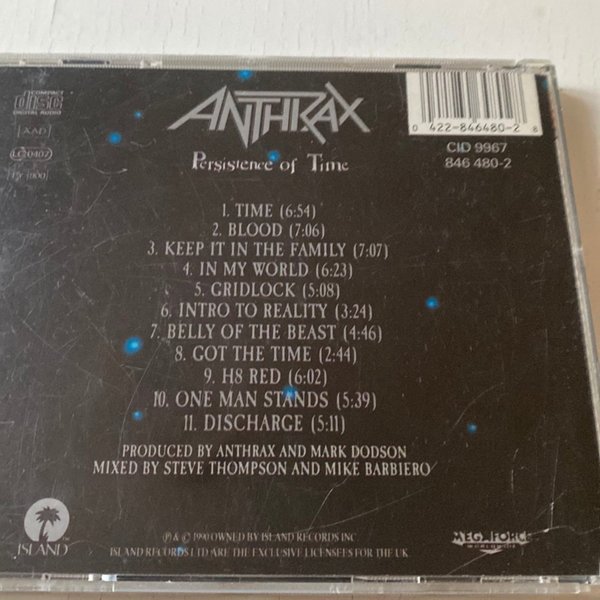 COMPACT
disc
DIGITAL AUDIO
AAD
LC 0407
PY 900
ANTHRAX
Persistence of Time
0 422-846480-2 8
CID 9967
846 480-2
1. TIME (6:54)
2. BLOOD (7:06)
3. KEEP IT IN THE FAMILY (7:07)
4. IN MY WORLD (6:23)
5. GRIDLOCK (5:08)
6. INTRO TO REALITY (3:24)
7. BELLY OF THE BEAST (4:46)
8. GOT THE TIME (2:44)
9. H8 RED (6:02)
10. ONE MAN STANDS (5:39)
11. DISCHARGE (5:11)
PRODUCED BY ANTHRAX AND MARK DODSON
MIXED BY STEVE THOMPSON AND MIKE BARBIERO
ISLAND
TM
℗ & © 1990 OWNED BY ISLAND RECORDS INC
ISLAND RECORDS LTD ARE THE EXCLUSIVE LICENSEES FOR THE UK
MEGAFORCE
WORLDWIDE